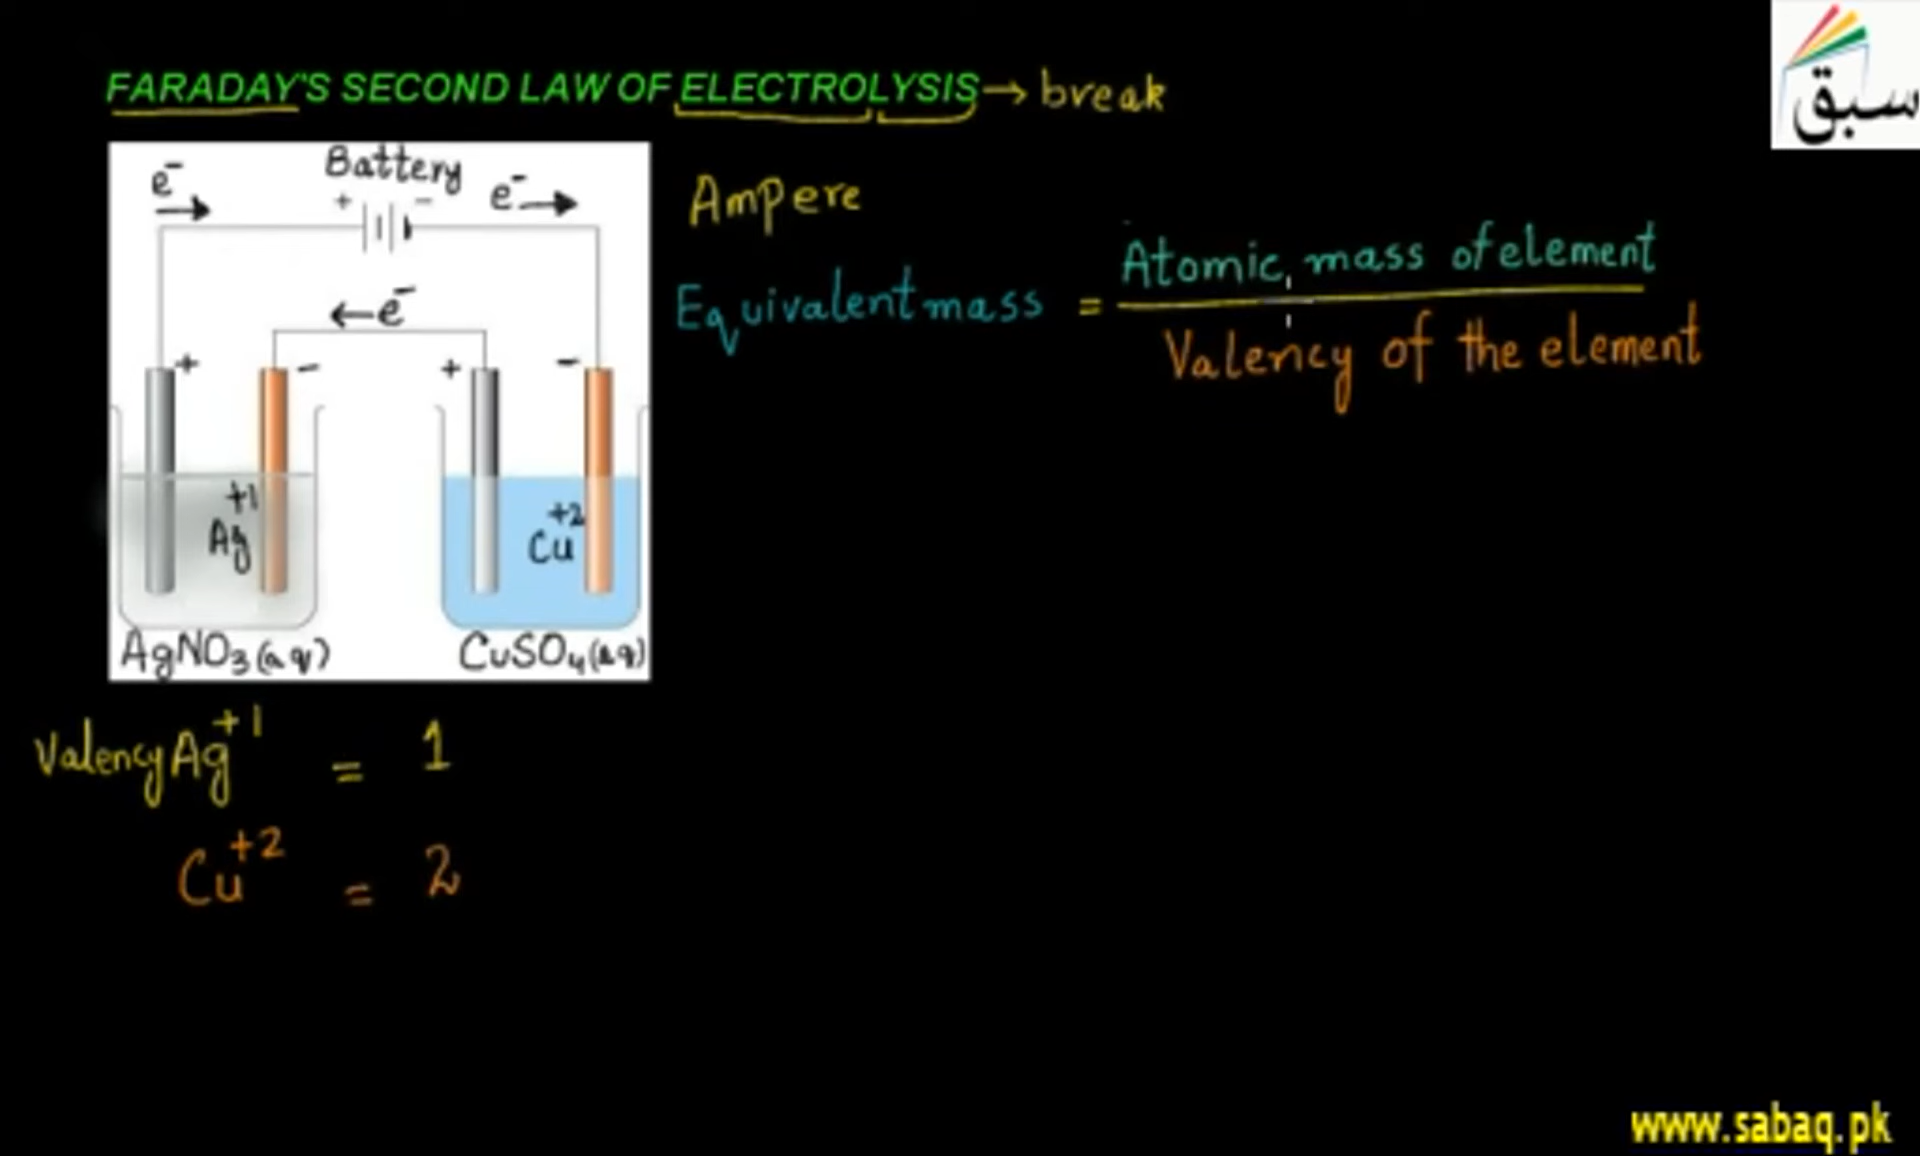 سبق
FARADAY'S SECOND LAW OF ELECTROLYSIS → break
Battery
e⁻ →
+ −
e⁻ →
Ampere
Equivalent mass = Atomic mass of element / Valency of the element
← e⁻
+ − + −
Ag⁺¹
Cu⁺²
AgNO₃(aq)
CuSO₄(aq)
Valency Ag⁺¹ = 1
Cu⁺² = 2
www.sabaq.pk